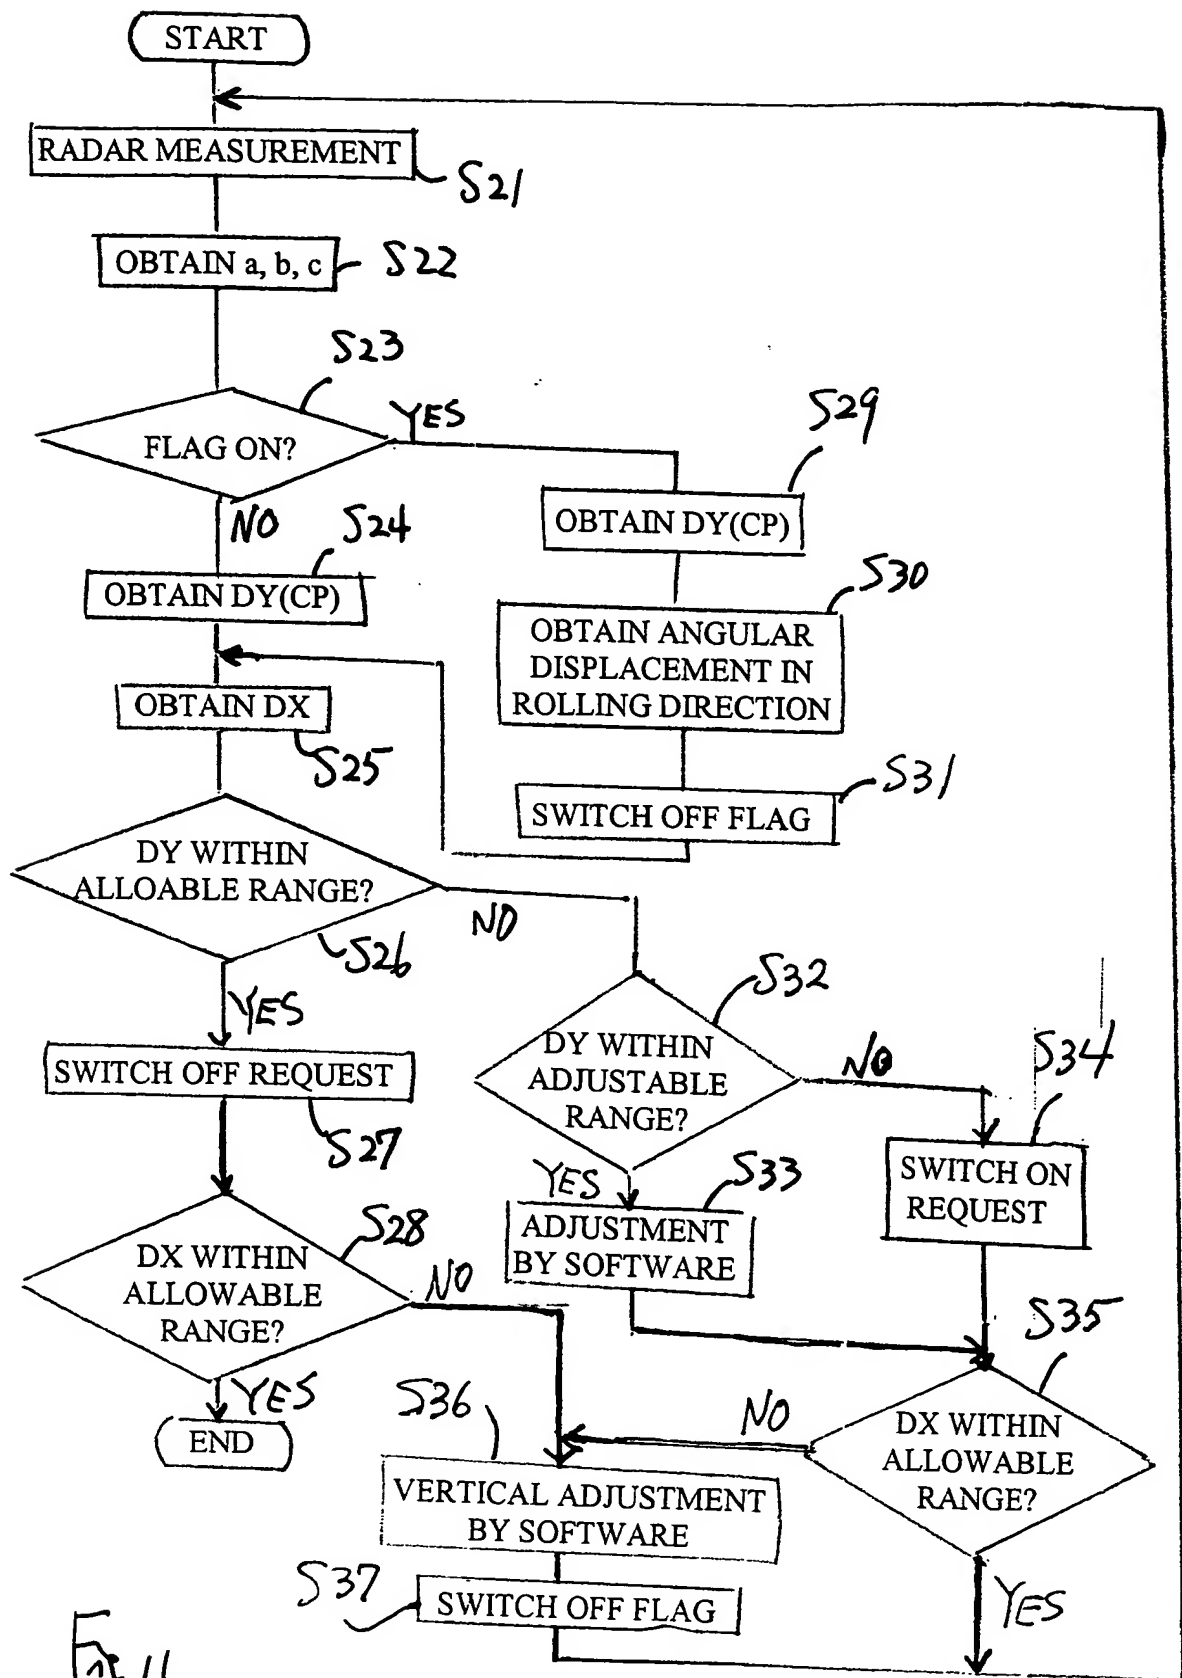 START
RADAR MEASUREMENT
S21
OBTAIN a, b, c
S22
S23
FLAG ON?
YES
S29
OBTAIN DY(CP)
NO
S24
OBTAIN DY(CP)
S30
OBTAIN ANGULAR
DISPLACEMENT IN
ROLLING DIRECTION
OBTAIN DX
S25
S31
SWITCH OFF FLAG
DY WITHIN
ALLOABLE RANGE?
NO
S26
YES
S32
DY WITHIN
ADJUSTABLE
RANGE?
NO
S34
SWITCH OFF REQUEST
S27
YES
S33
SWITCH ON
REQUEST
ADJUSTMENT
BY SOFTWARE
S28
DX WITHIN
ALLOWABLE
RANGE?
NO
S35
YES
END
S36
NO
DX WITHIN
ALLOWABLE
RANGE?
VERTICAL ADJUSTMENT
BY SOFTWARE
S37
SWITCH OFF FLAG
YES
Fig. 11